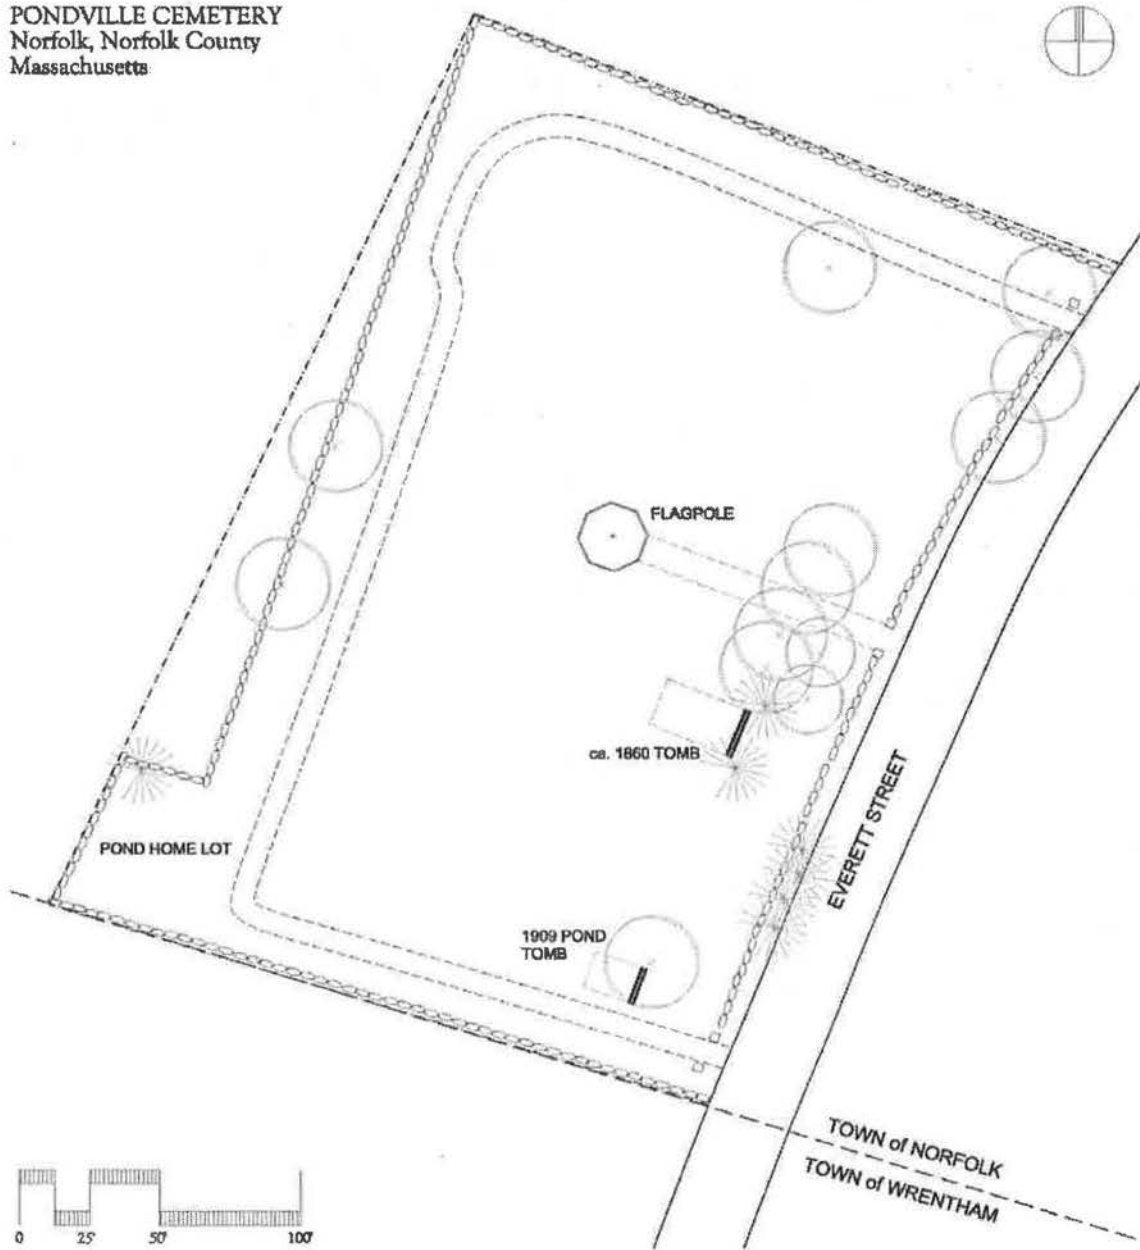 PONDVILLE CEMETERY
Norfolk, Norfolk County
Massachusetts
FLAGPOLE
ca. 1860 TOMB
EVERETT STREET
POND HOME LOT
1909 POND
TOMB
TOWN of NORFOLK
TOWN of WRENTHAM
0 25' 50' 100'